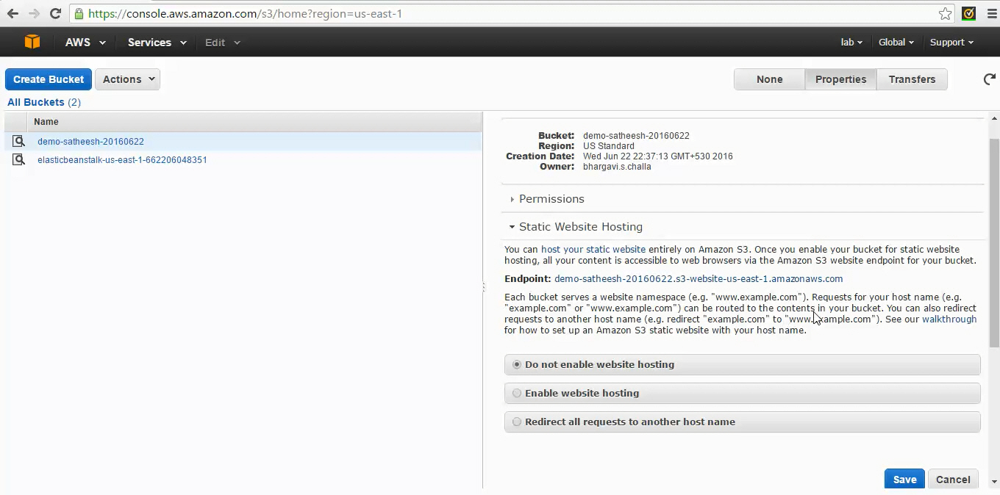 https://console.aws.amazon.com/s3/home?region=us-east-1
AWS Services Edit lab Global Support
Create Bucket Actions None Properties Transfers
All Buckets (2)
Name
demo-satheesh-20160622
elasticbeanstalk-us-east-1-662206048351
Bucket: demo-satheesh-20160622
Region: US Standard
Creation Date: Wed Jun 22 22:37:13 GMT+530 2016
Owner: bhargavi.s.challa
Permissions
Static Website Hosting
You can host your static website entirely on Amazon S3. Once you enable your bucket for static website
hosting, all your content is accessible to web browsers via the Amazon S3 website endpoint for your bucket.
Endpoint: demo-satheesh-20160622.s3-website-us-east-1.amazonaws.com
Each bucket serves a website namespace (e.g. "www.example.com"). Requests for your host name (e.g.
"example.com" or "www.example.com") can be routed to the contents in your bucket. You can also redirect
requests to another host name (e.g. redirect "example.com" to "www.example.com"). See our walkthrough
for how to set up an Amazon S3 static website with your host name.
Do not enable website hosting
Enable website hosting
Redirect all requests to another host name
Save Cancel